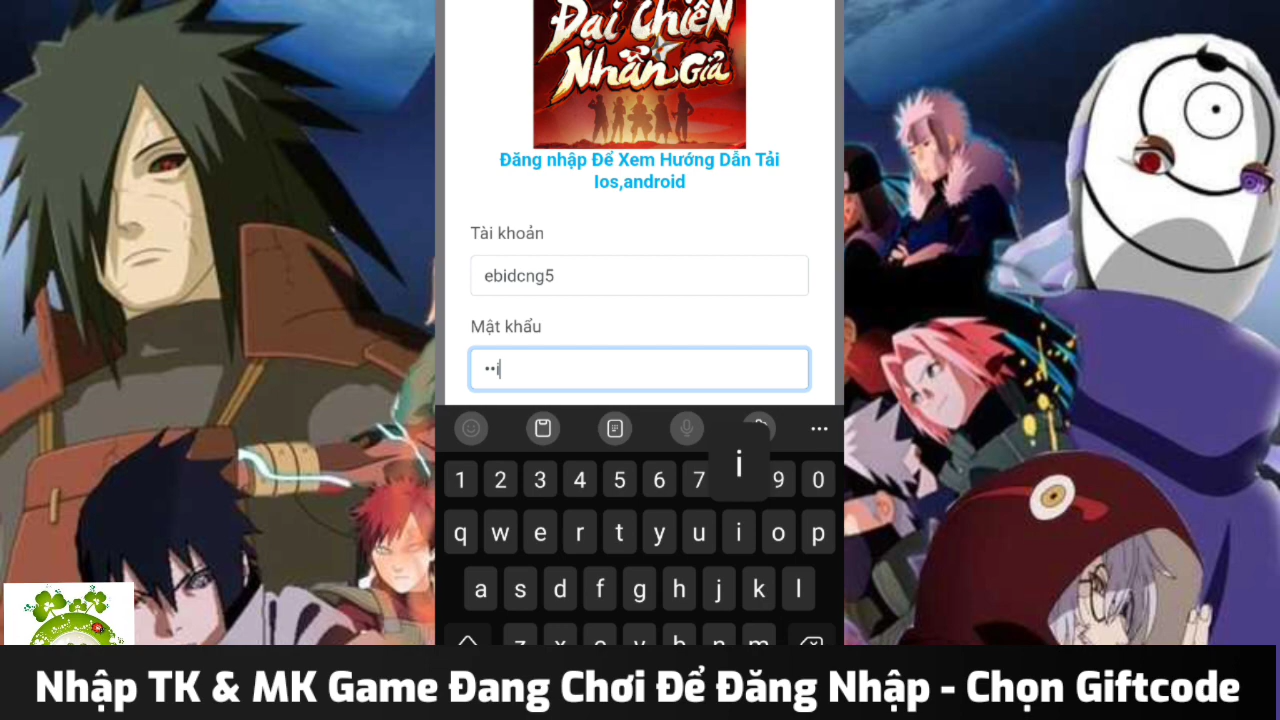 Đại Chiến
Nhẫn Giả
Đăng nhập Để Xem Hướng Dẫn Tải
Ios,android
Tài khoản
ebidcng5
Mật khẩu
••i
i
1 2 3 4 5 6 7 9 0
q w e r t y u i o p
a s d f g h j k l
z x c v b n m
Nhập TK & MK Game Đang Chơi Để Đăng Nhập - Chọn Giftcode